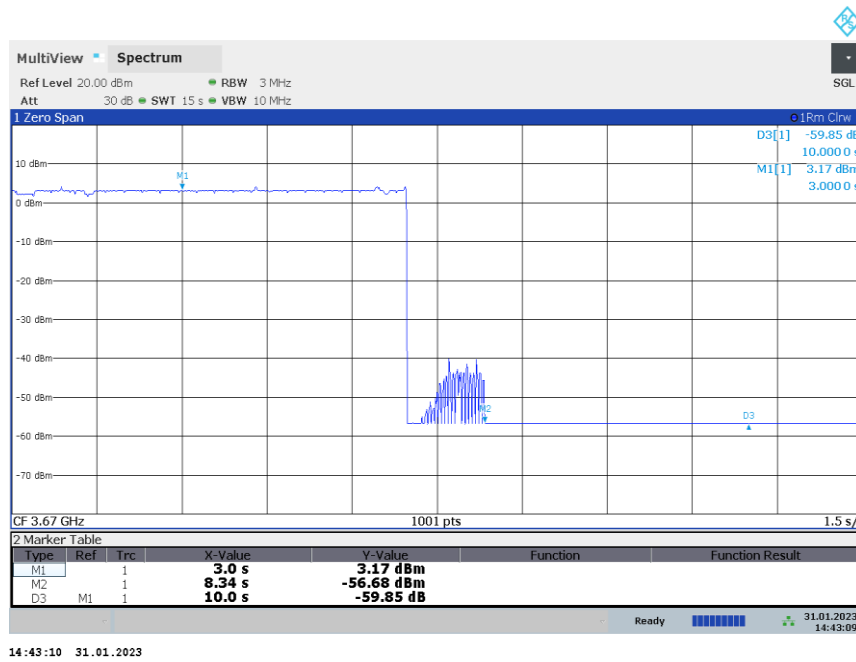 R S
MultiView Spectrum
Ref Level 20.00 dBm RBW 3 MHz SGL
Att 30 dB SWT 15 s VBW 10 MHz
1 Zero Span 1Rm Clrw
D3[1] -59.85 dB
10.0000 s
M1[1] 3.17 dBm
3.0000 s
10 dBm
M1
0 dBm
-10 dBm
-20 dBm
-30 dBm
-40 dBm
-50 dBm
M2
D3
-60 dBm
-70 dBm
CF 3.67 GHz 1001 pts 1.5 s/
2 Marker Table
Type Ref Trc X-Value Y-Value Function Function Result
M1 1 3.0 s 3.17 dBm
M2 1 8.34 s -56.68 dBm
D3 M1 1 10.0 s -59.85 dB
Ready 31.01.2023
14:43:09
14:43:10 31.01.2023